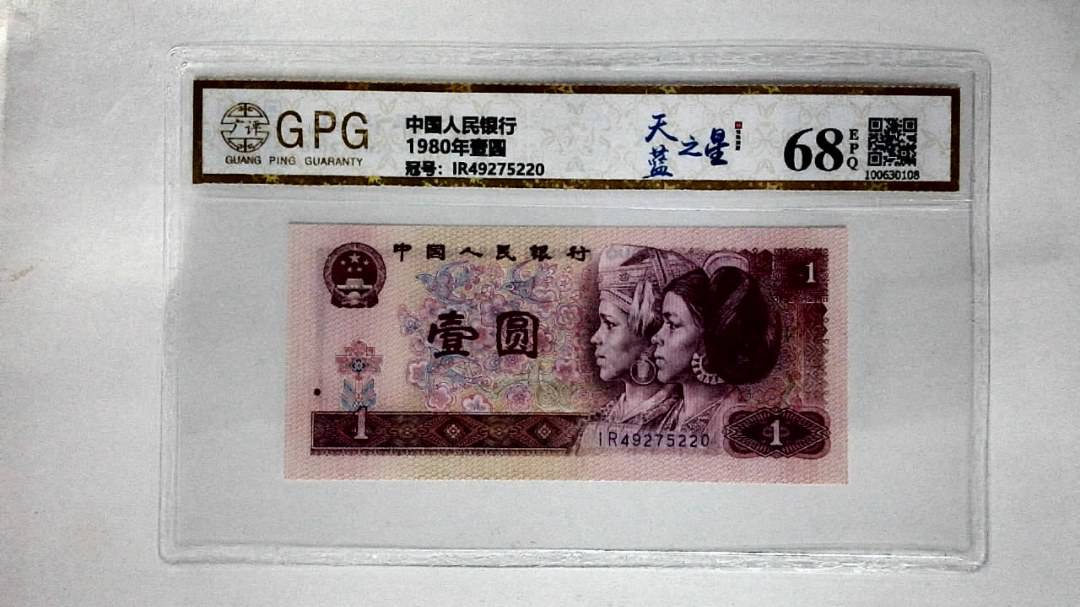 广评
GPG
GUANG PING GUARANTY
中国人民银行
1980年壹圆
冠号：IR49275220
天蓝之星
68
EPQ
100630108
中国人民银行
1
壹圆
1
IR49275220
1